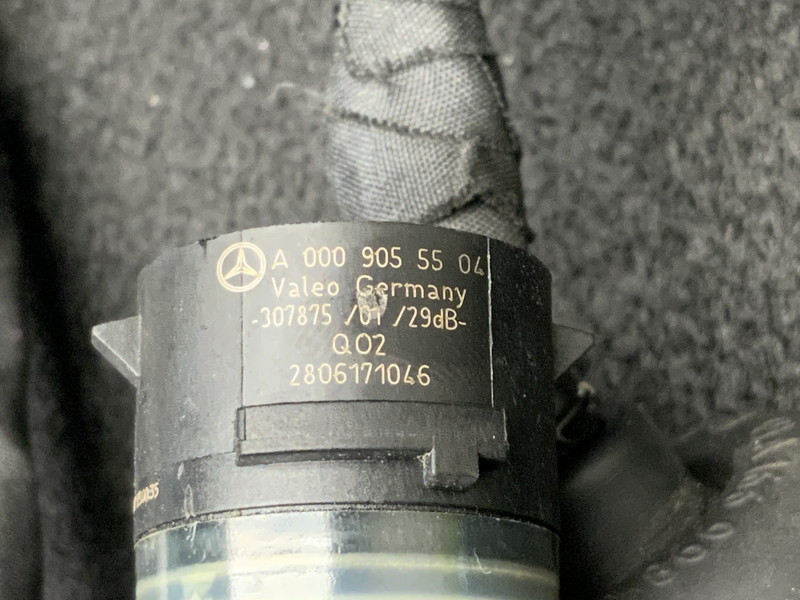 A 000 905 55 04
Valeo Germany
-307875 /01 /29dB-
Q02
2806171046